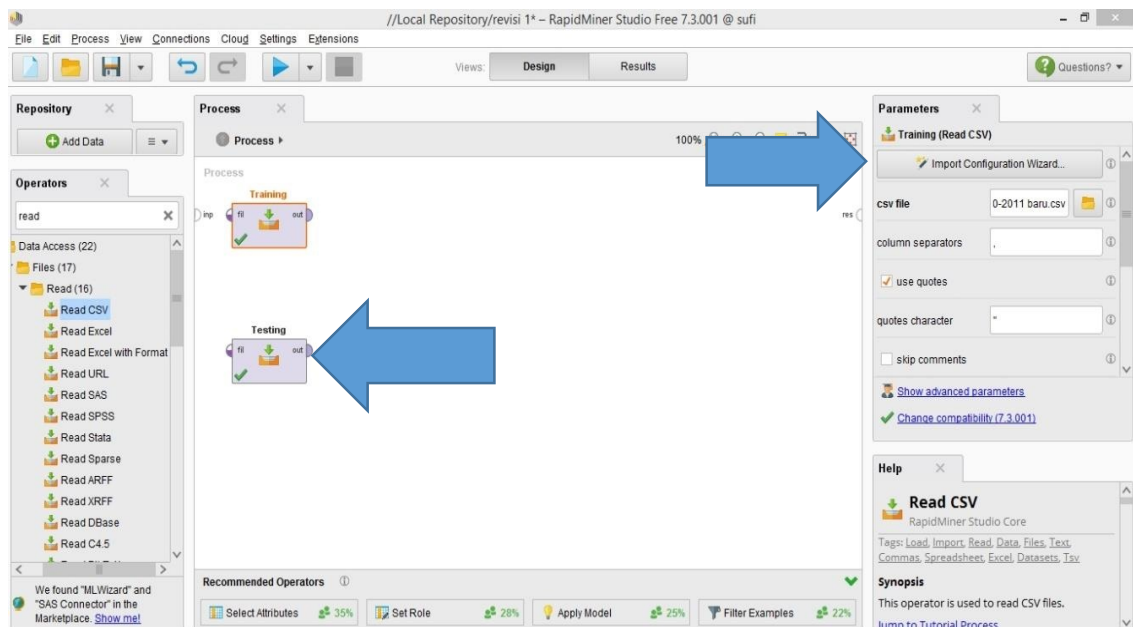 //Local Repository/revisi 1* – RapidMiner Studio Free 7.3.001 @ sufi
File Edit Process View Connections Cloud Settings Extensions
Views: Design Results
Questions?
Repository
Add Data
Operators
read
Data Access (22)
Files (17)
Read (16)
Read CSV
Read Excel
Read Excel with Format
Read URL
Read SAS
Read SPSS
Read Stata
Read Sparse
Read ARFF
Read XRFF
Read DBase
Read C4.5
We found "MLWizard" and
"SAS Connector" in the
Marketplace. Show me!
Process
Process
100%
Process
Training
inp fil out res
Testing
fil out
Recommended Operators
Select Attributes 35% Set Role 28% Apply Model 25% Filter Examples 22%
Parameters
Training (Read CSV)
Import Configuration Wizard...
csv file 0-2011 baru.csv
column separators ,
use quotes
quotes character "
skip comments
Show advanced parameters
Change compatibility (7.3.001)
Help
Read CSV
RapidMiner Studio Core
Tags: Load, Import, Read, Data, Files, Text,
Commas, Spreadsheet, Excel, Datasets, Tsv
Synopsis
This operator is used to read CSV files.
Jump to Tutorial Process